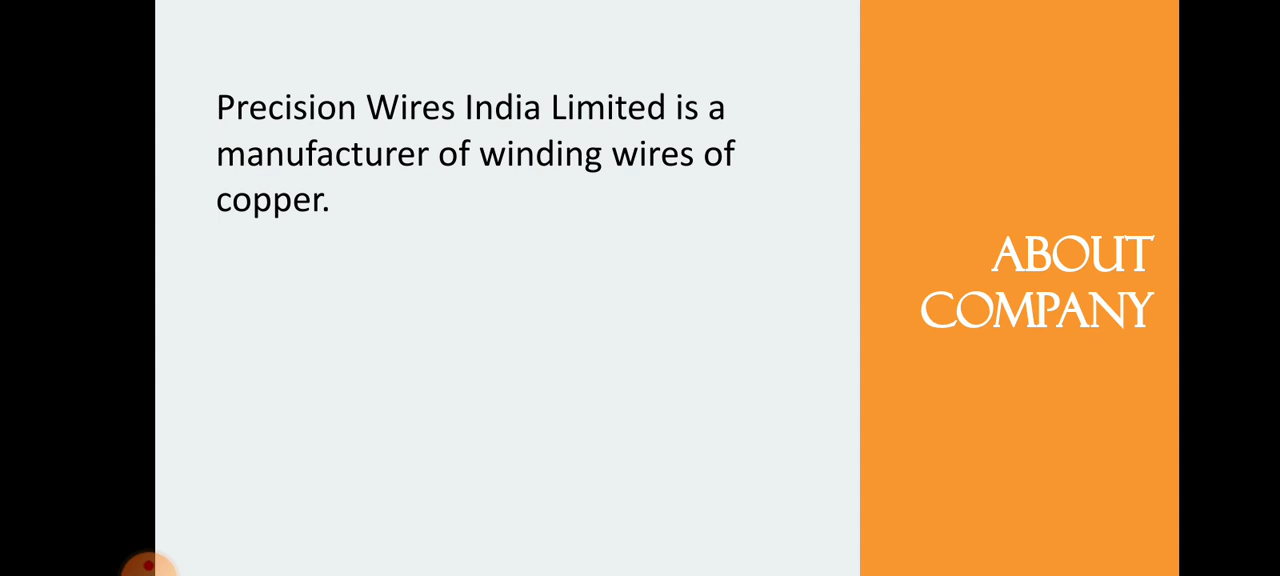 Precision Wires India Limited is a
manufacturer of winding wires of
copper.
ABOUT
COMPANY